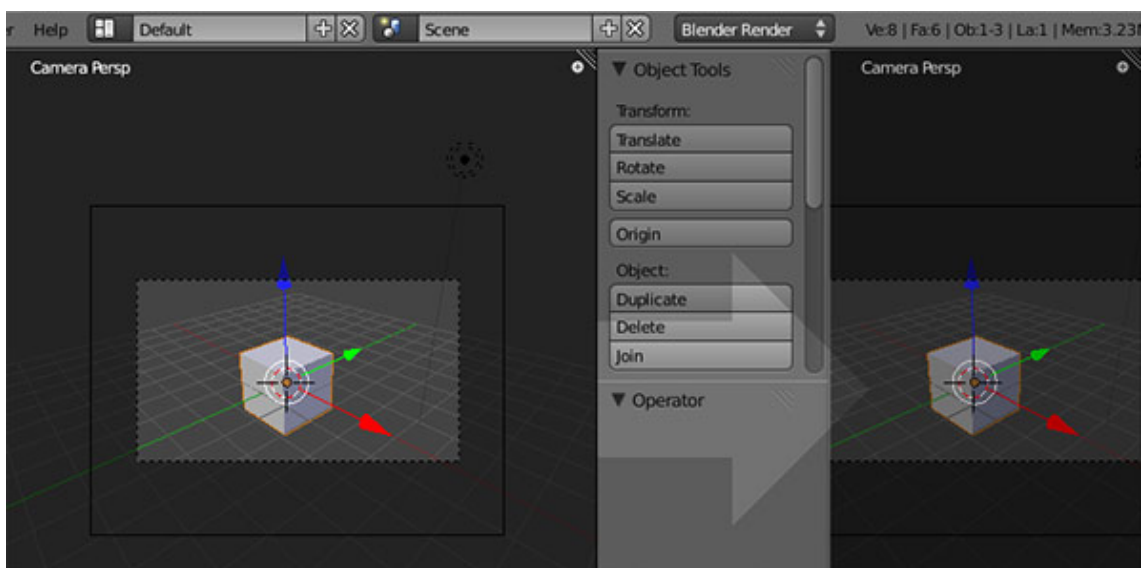 Help Default Scene Blender Render Ve:8 | Fa:6 | Ob:1-3 | La:1 | Mem:3.23
Camera Persp
Object Tools
Transform:
Translate
Rotate
Scale
Origin
Object:
Duplicate
Delete
Join
Operator
Camera Persp